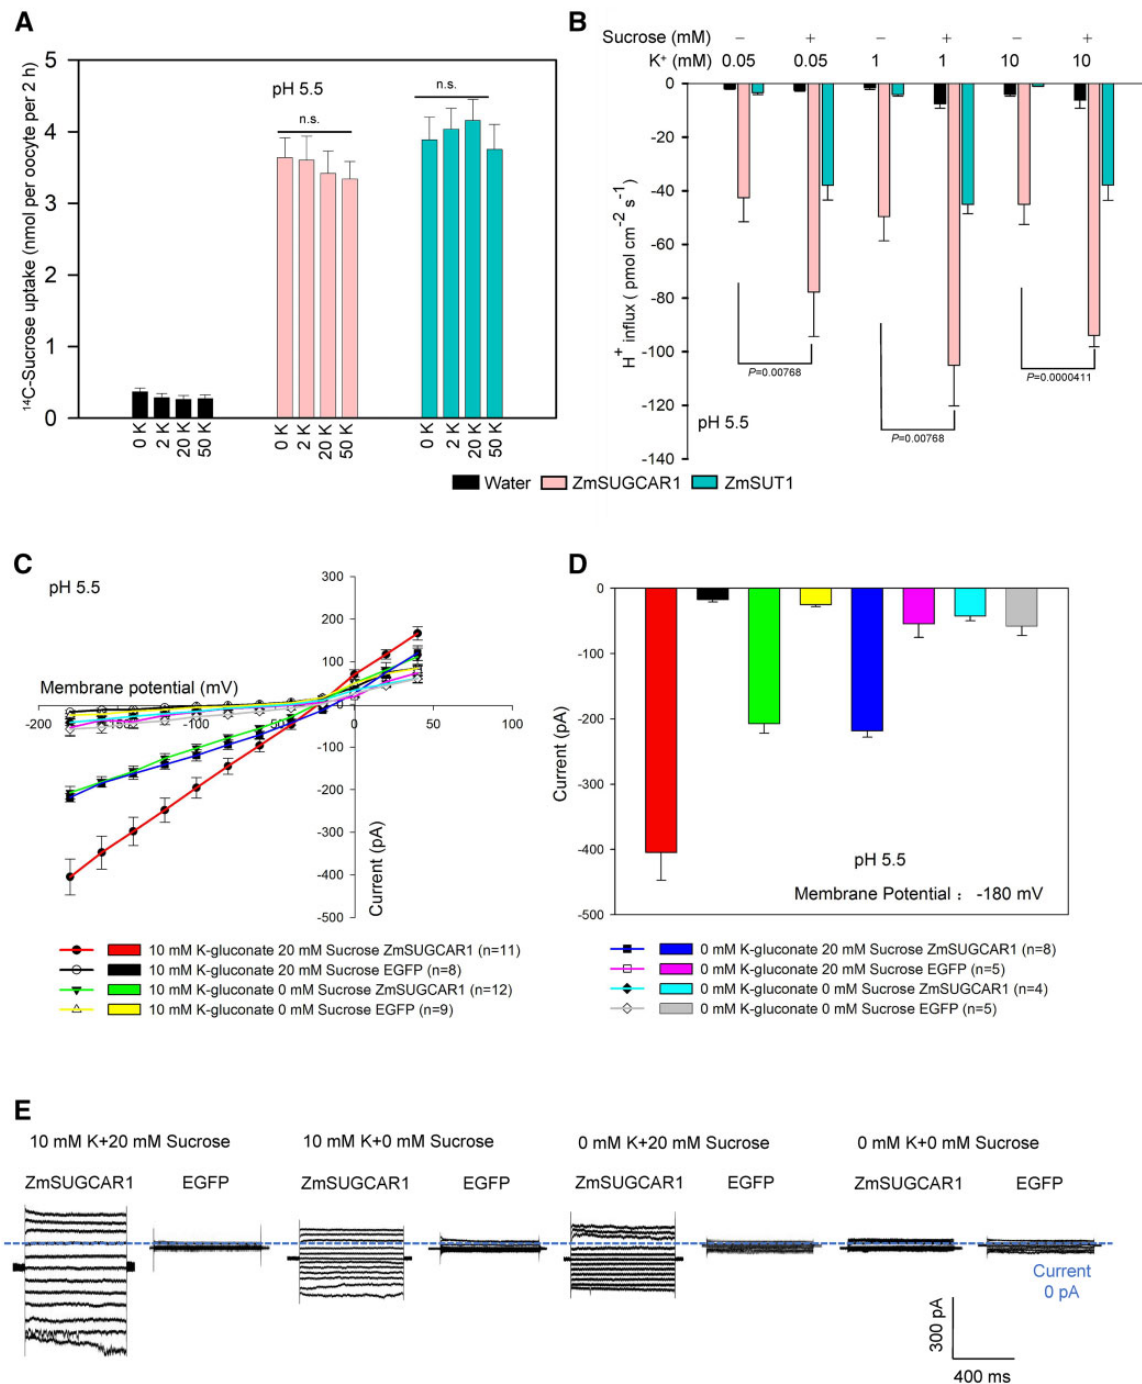 A
¹⁴C-Sucrose uptake (nmol per oocyte per 2 h)
5
4
3
2
1
0
pH 5.5
n.s.
n.s.
0 K
2 K
20 K
50 K
0 K
2 K
20 K
50 K
0 K
2 K
20 K
50 K
B
Sucrose (mM) − + − + − +
K⁺ (mM) 0.05 0.05 1 1 10 10
H⁺ influx ( pmol cm⁻² s⁻¹)
0
-20
-40
-60
-80
-100
-120
-140
P=0.00768
P=0.00768
P=0.0000411
pH 5.5
Water ZmSUGCAR1 ZmSUT1
C
pH 5.5
300
200
100
0
-100
-200
-300
-400
-500
Membrane potential (mV)
-200 -150 -100 -50 0 50 100
Current (pA)
D
0
-100
-200
-300
-400
-500
Current (pA)
pH 5.5
Membrane Potential : -180 mV
10 mM K-gluconate 20 mM Sucrose ZmSUGCAR1 (n=11)
10 mM K-gluconate 20 mM Sucrose EGFP (n=8)
10 mM K-gluconate 0 mM Sucrose ZmSUGCAR1 (n=12)
10 mM K-gluconate 0 mM Sucrose EGFP (n=9)
0 mM K-gluconate 20 mM Sucrose ZmSUGCAR1 (n=8)
0 mM K-gluconate 20 mM Sucrose EGFP (n=5)
0 mM K-gluconate 0 mM Sucrose ZmSUGCAR1 (n=4)
0 mM K-gluconate 0 mM Sucrose EGFP (n=5)
E
10 mM K+20 mM Sucrose 10 mM K+0 mM Sucrose 0 mM K+20 mM Sucrose 0 mM K+0 mM Sucrose
ZmSUGCAR1 EGFP ZmSUGCAR1 EGFP ZmSUGCAR1 EGFP ZmSUGCAR1 EGFP
Current
0 pA
300 pA
400 ms